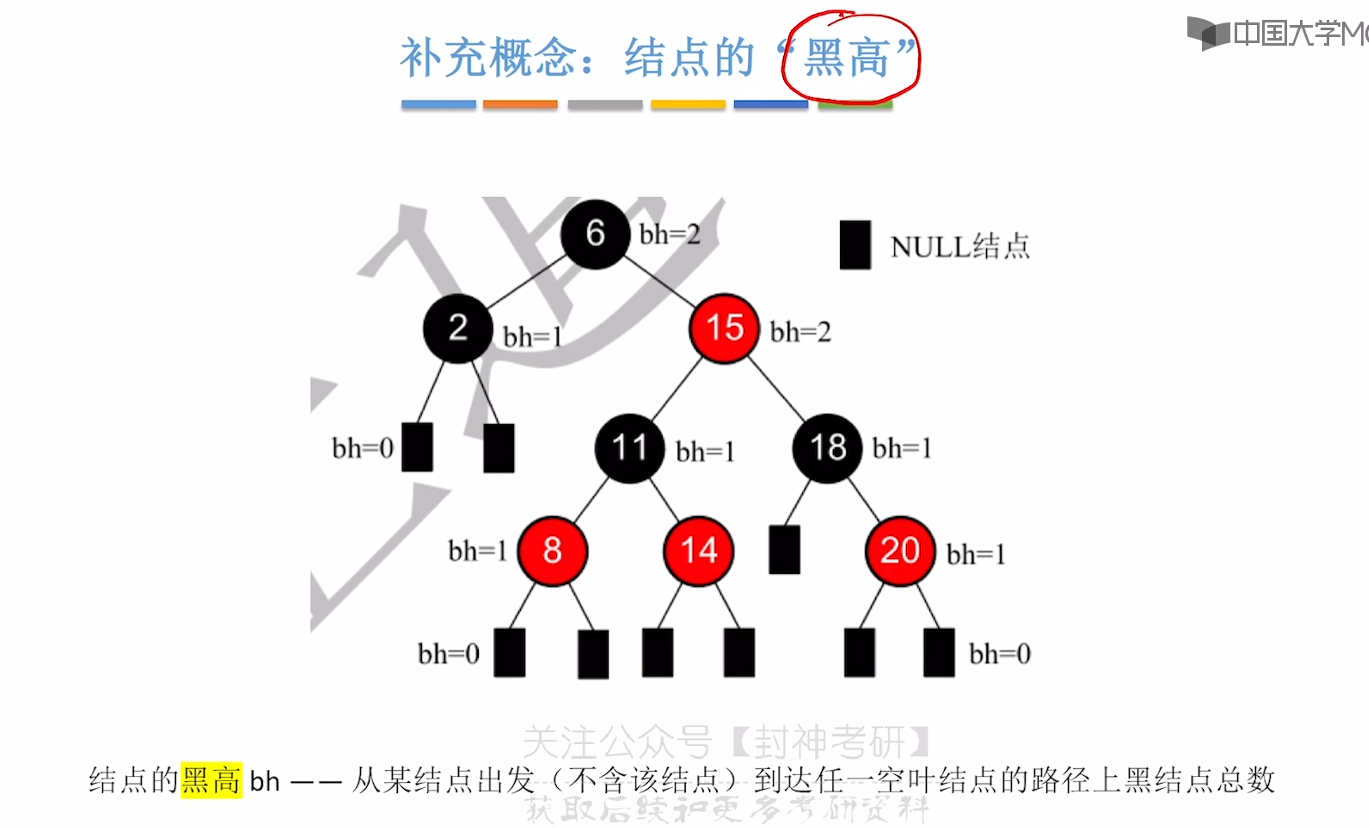 中国大学MO
补充概念：结点的“黑高”
6 bh=2
NULL结点
2 bh=1
15 bh=2
bh=0
11 bh=1
18 bh=1
bh=1 8
14
20 bh=1
bh=0
bh=0
关注公众号【封神考研】
结点的黑高 bh —— 从某结点出发（不含该结点）到达任一空叶结点的路径上黑结点总数
获取后续和更多考研资料